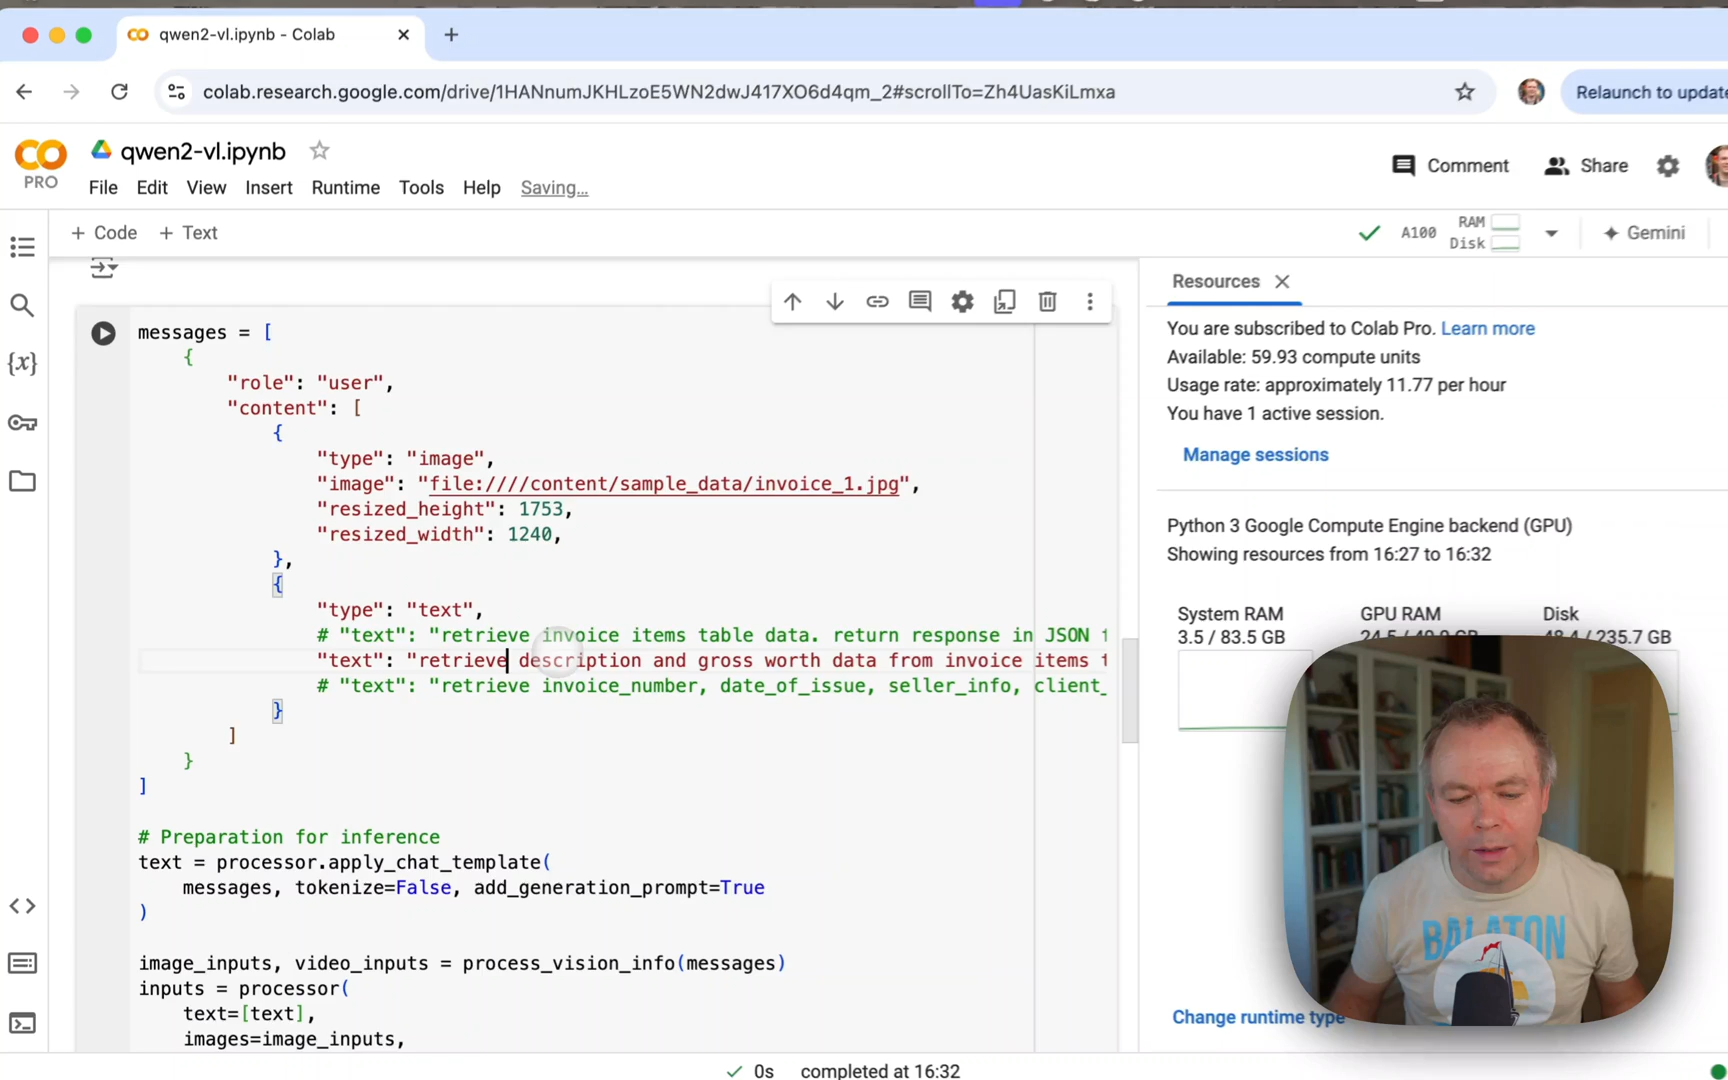 qwen2-vl.ipynb - Colab
colab.research.google.com/drive/1HANnumJKHLzoE5WN2dwJ417XO6d4qm_2#scrollTo=Zh4UasKiLmxa
Relaunch to update
CO
PRO
qwen2-vl.ipynb
File Edit View Insert Runtime Tools Help Saving...
Comment
Share
+ Code + Text
A100
RAM
Disk
Gemini
{x}
messages = [
{
"role": "user",
"content": [
{
"type": "image",
"image": "file:////content/sample_data/invoice_1.jpg",
"resized_height": 1753,
"resized_width": 1240,
},
{
"type": "text",
# "text": "retrieve invoice items table data. return response in JSON f
"text": "retrieve description and gross worth data from invoice items t
# "text": "retrieve invoice_number, date_of_issue, seller_info, client_
}
]
}
]
# Preparation for inference
text = processor.apply_chat_template(
messages, tokenize=False, add_generation_prompt=True
)
image_inputs, video_inputs = process_vision_info(messages)
inputs = processor(
text=[text],
images=image_inputs,
Resources
You are subscribed to Colab Pro. Learn more
Available: 59.93 compute units
Usage rate: approximately 11.77 per hour
You have 1 active session.
Manage sessions
Python 3 Google Compute Engine backend (GPU)
Showing resources from 16:27 to 16:32
System RAM
3.5 / 83.5 GB
GPU RAM
Disk
/ 235.7 GB
BALATON
Change runtime type
0s completed at 16:32